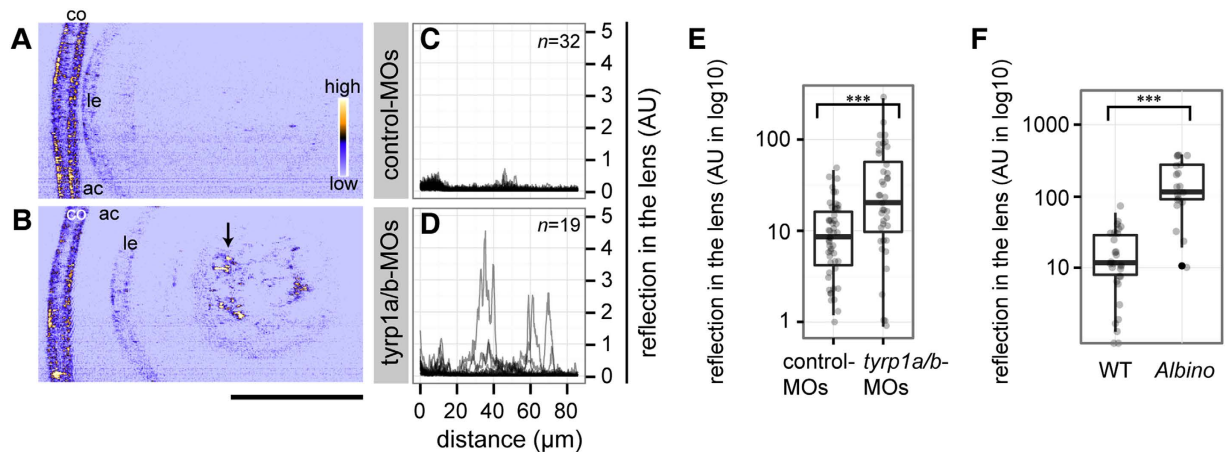 A
co
le
ac
high
low
B
co
ac
le
control-MOs
tyrp1a/b-MOs
C
n=32
5
4
3
2
1
0
D
n=19
5
4
3
2
1
0
0 20 40 60 80
distance (µm)
reflection in the lens (AU)
E
reflection in the lens (AU in log10)
***
100
10
1
control-MOs
tyrp1a/b-MOs
F
reflection in the lens (AU in log10)
***
1000
100
10
WT
Albino